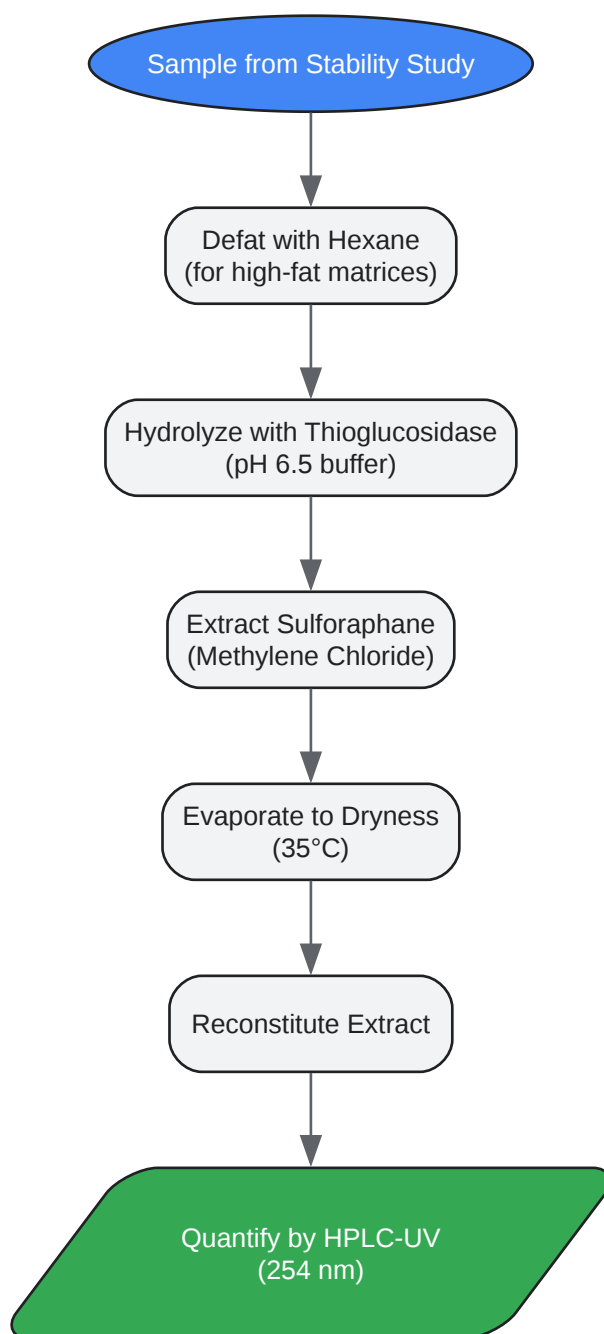 Sample from Stability Study
Defat with Hexane
(for high-fat matrices)
Hydrolyze with Thioglucosidase
(pH 6.5 buffer)
Extract Sulforaphane
(Methylene Chloride)
Evaporate to Dryness
(35°C)
Reconstitute Extract
Quantify by HPLC-UV
(254 nm)